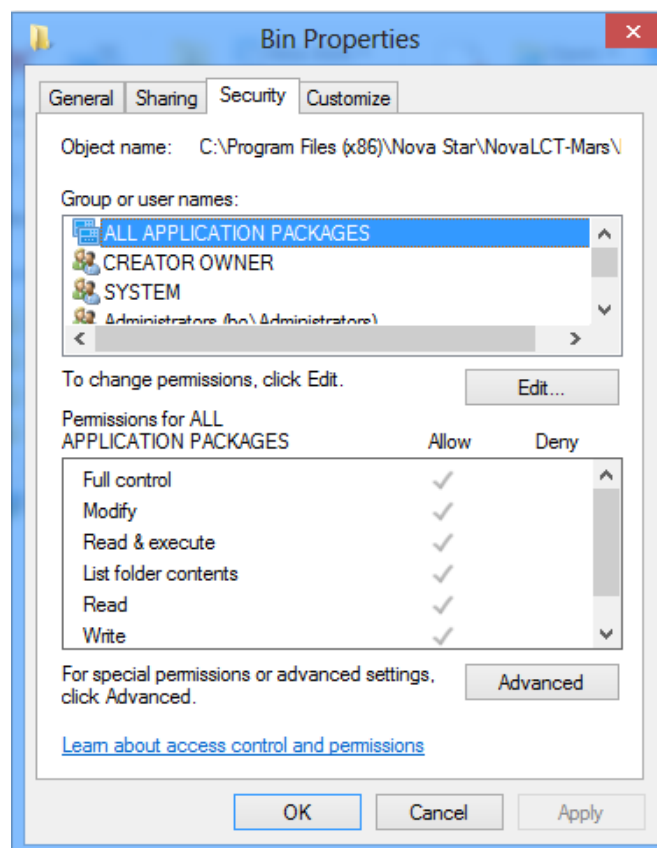 Bin Properties
General Sharing Security Customize
Object name: C:\Program Files (x86)\Nova Star\NovaLCT-Mars\
Group or user names:
ALL APPLICATION PACKAGES
CREATOR OWNER
SYSTEM
Administrators (bo\Administrators)
To change permissions, click Edit.
Edit...
Permissions for ALL
APPLICATION PACKAGES Allow Deny
Full control
Modify
Read & execute
List folder contents
Read
Write
For special permissions or advanced settings,
click Advanced.
Advanced
Learn about access control and permissions
OK Cancel Apply